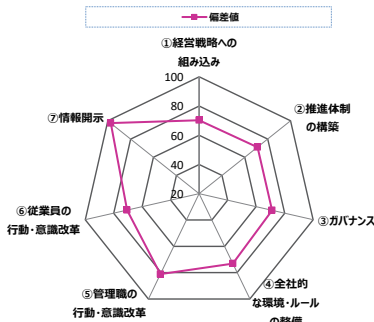 偏差値
①経営戦略への
組み込み
100
80
60
40
20
②推進体制
の構築
③ガバナンス
④全社的
な環境・ルール
の整備
⑤管理職の
行動・意識改革
⑥従業員の
行動・意識改革
⑦情報開示